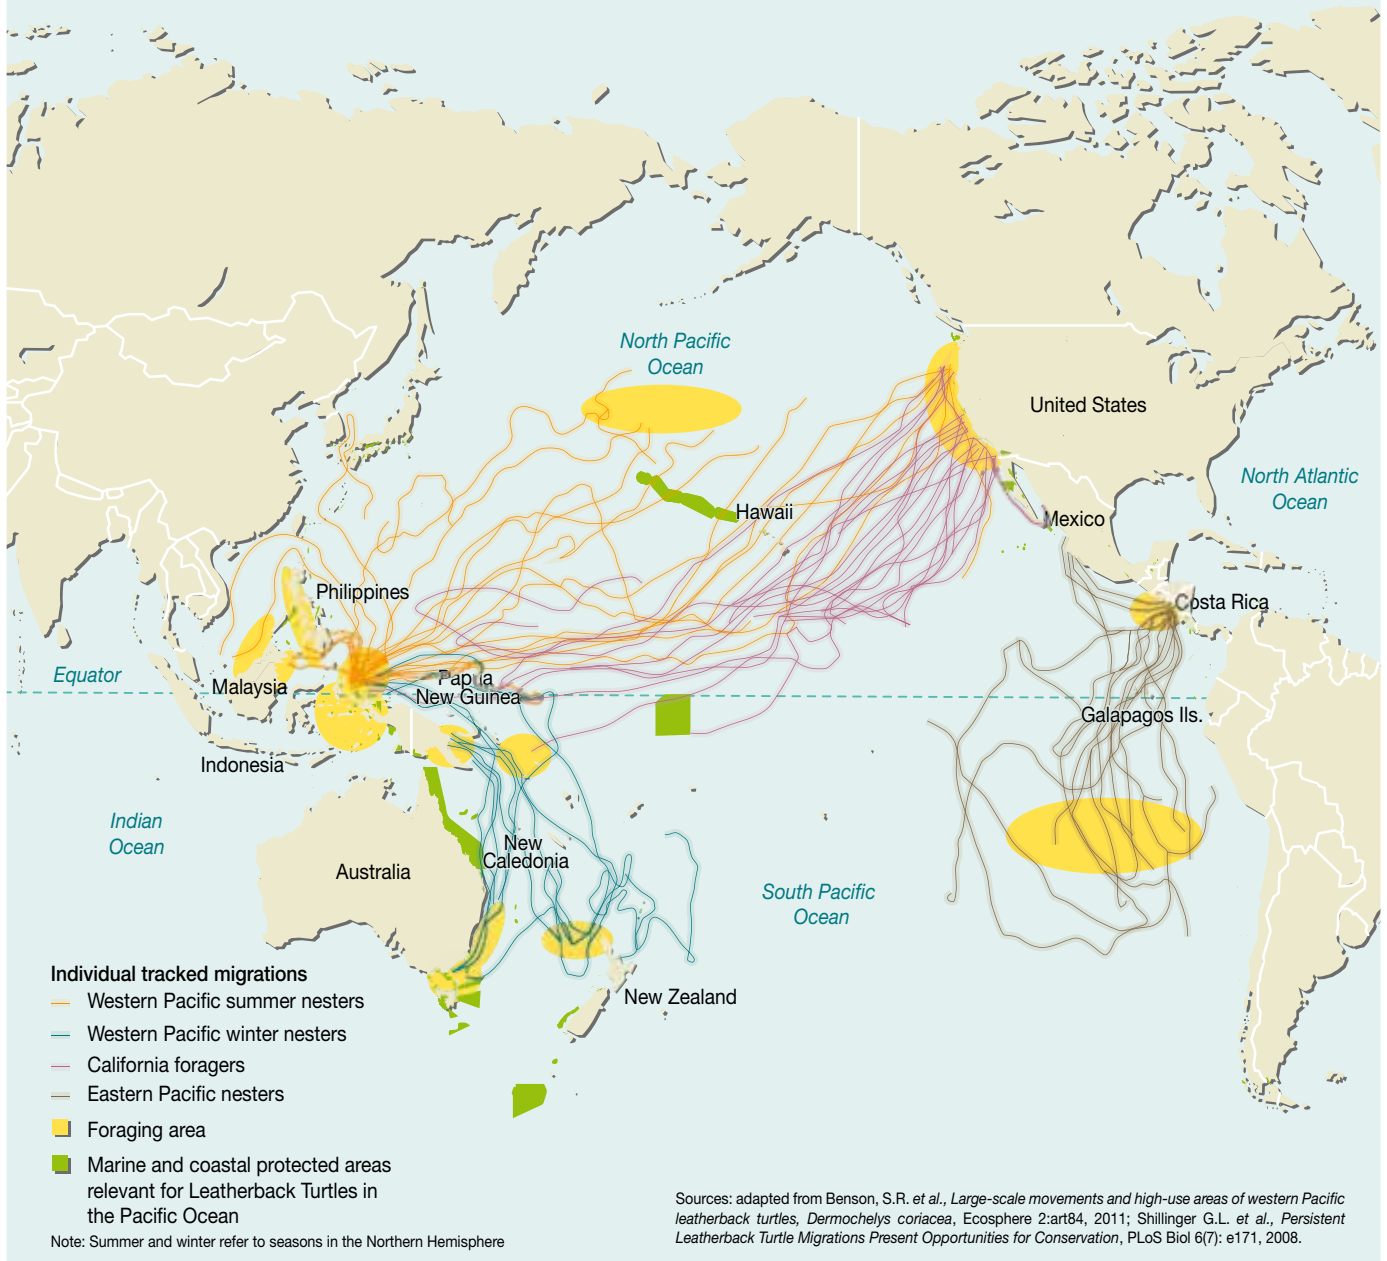 North Pacific
Ocean
United States
North Atlantic
Ocean
Hawaii
Mexico
Philippines
Costa Rica
Equator
Malaysia
Papua
New Guinea
Galapagos Ils.
Indonesia
Indian
Ocean
New
Caledonia
Australia
South Pacific
Ocean
New Zealand
Individual tracked migrations
Western Pacific summer nesters
Western Pacific winter nesters
California foragers
Eastern Pacific nesters
Foraging area
Marine and coastal protected areas
relevant for Leatherback Turtles in
the Pacific Ocean
Note: Summer and winter refer to seasons in the Northern Hemisphere
Sources: adapted from Benson, S.R. et al., Large-scale movements and high-use areas of western Pacific
leatherback turtles, Dermochelys coriacea, Ecosphere 2:art84, 2011; Shillinger G.L. et al., Persistent
Leatherback Turtle Migrations Present Opportunities for Conservation, PLoS Biol 6(7): e171, 2008.